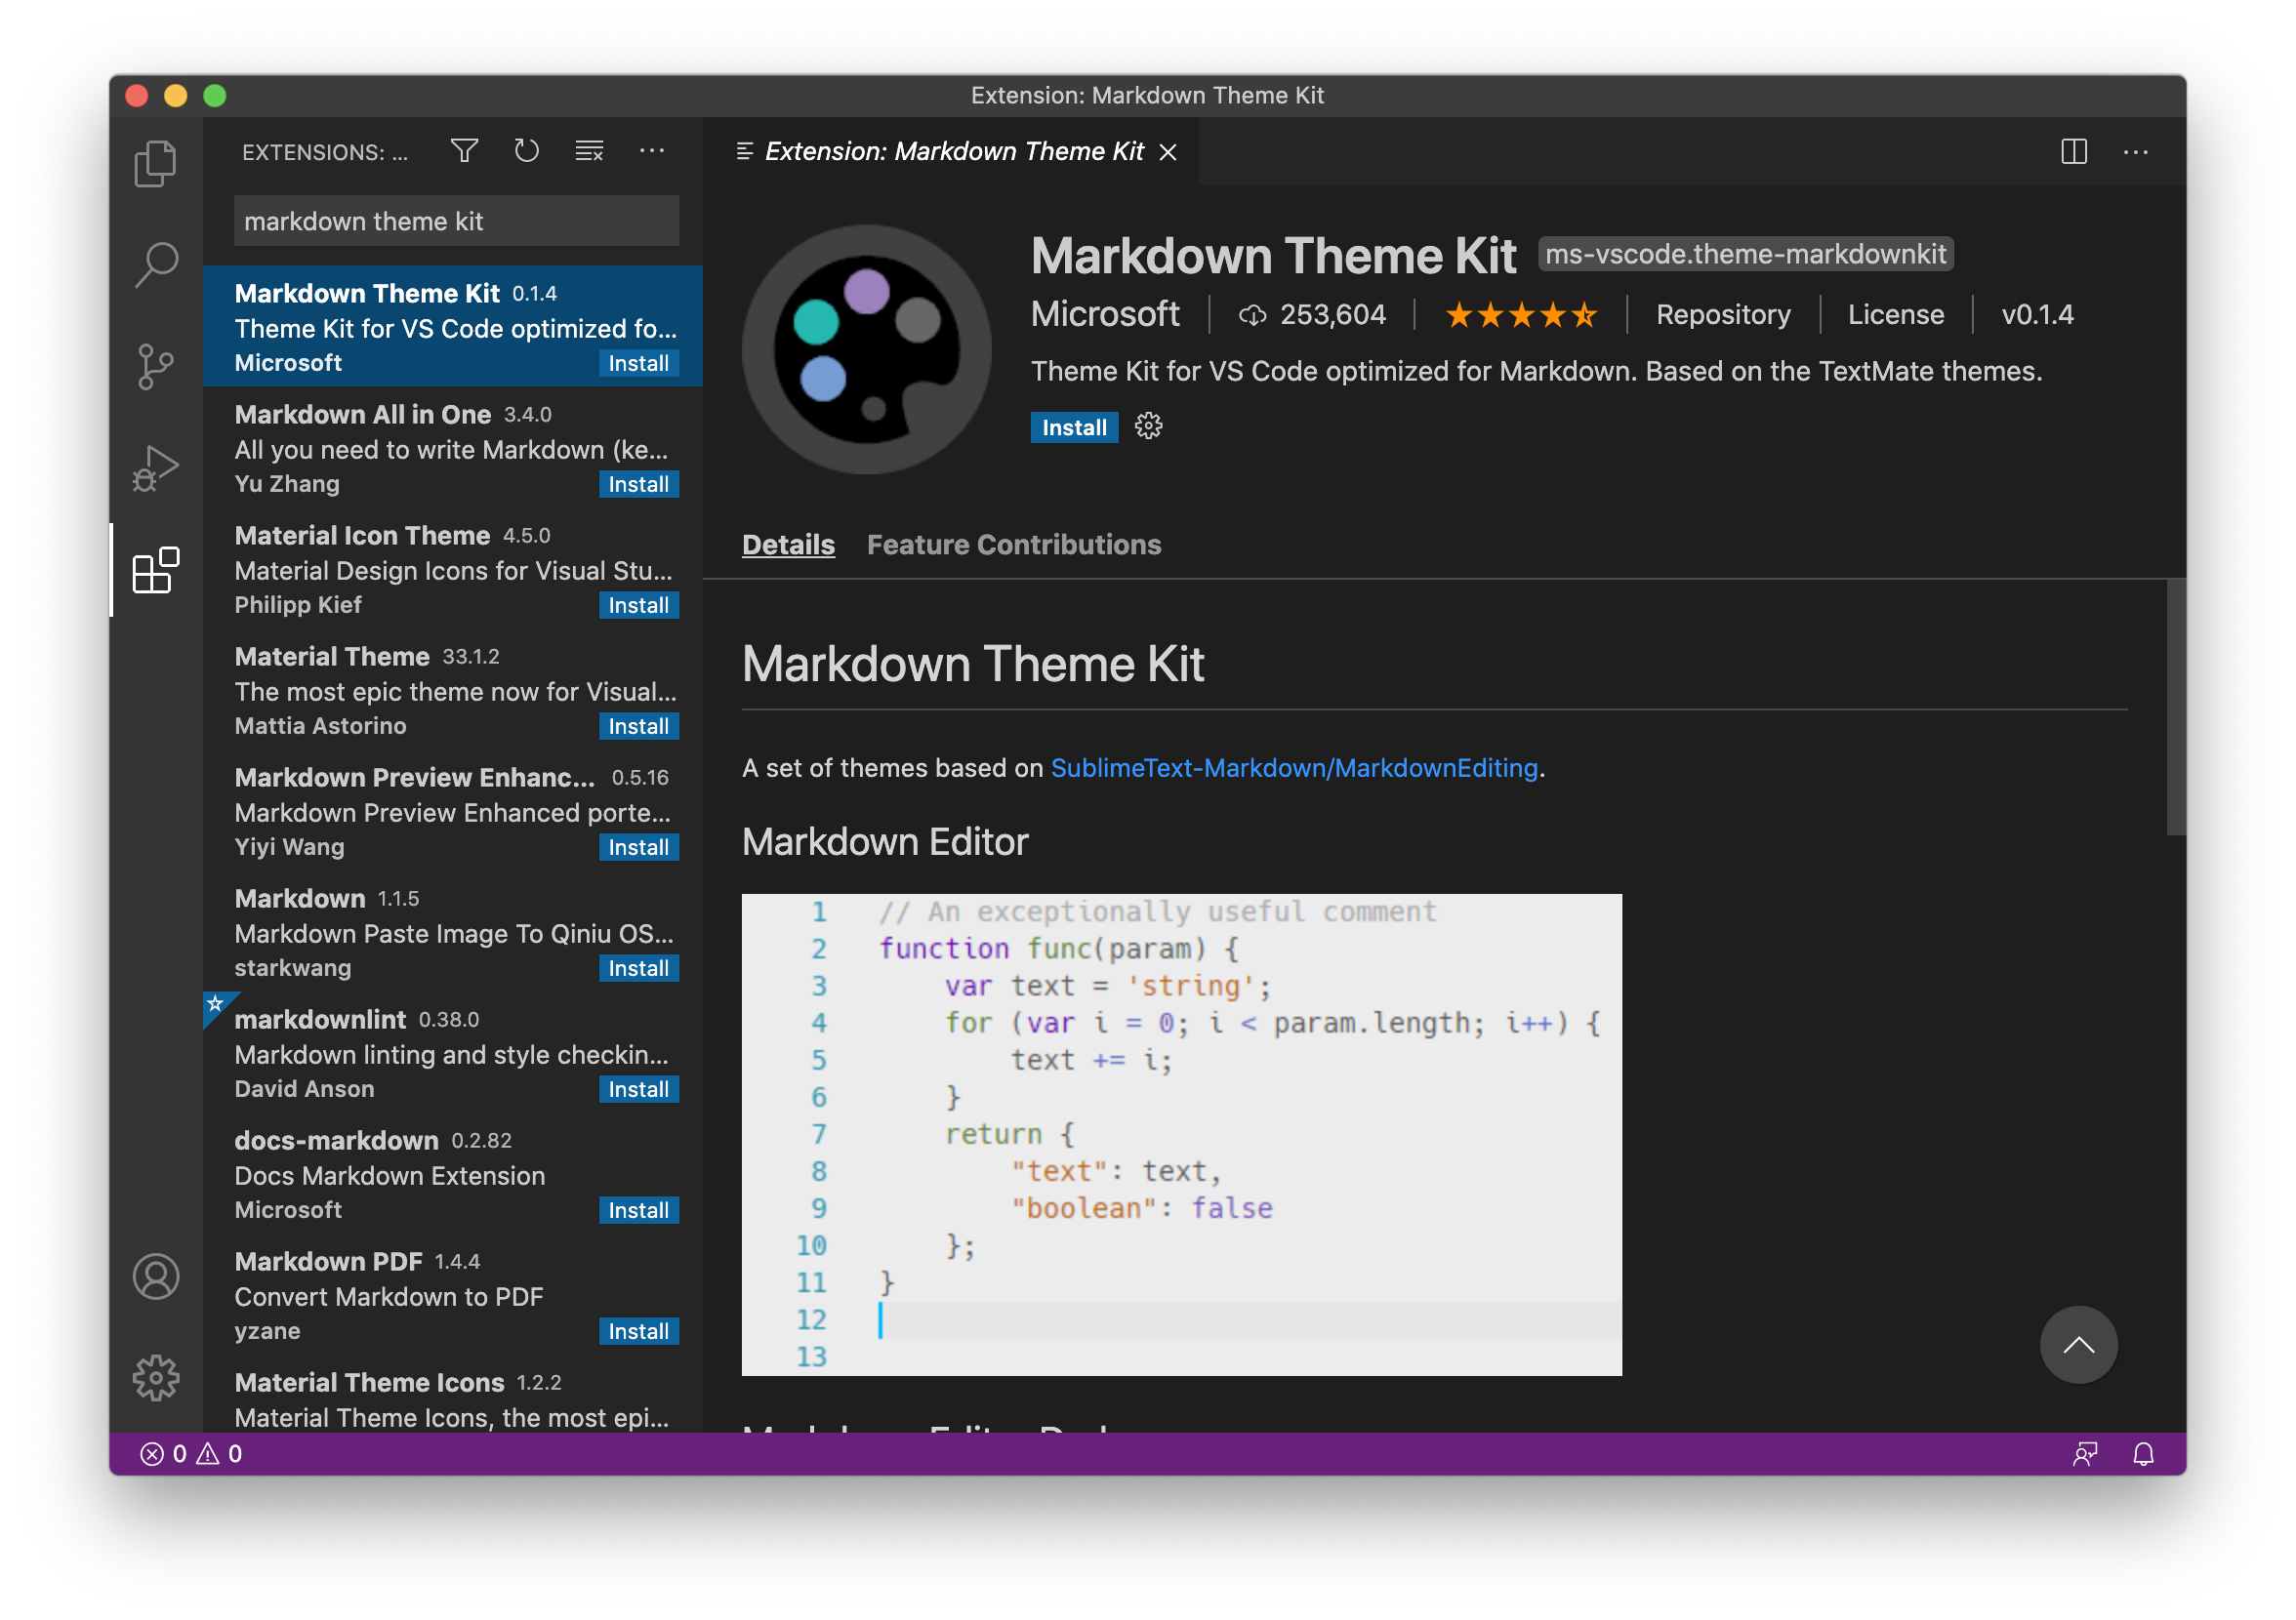 Extension: Markdown Theme Kit
EXTENSIONS: ...
markdown theme kit
Markdown Theme Kit 0.1.4
Theme Kit for VS Code optimized fo...
Microsoft Install
Markdown All in One 3.4.0
All you need to write Markdown (ke...
Yu Zhang Install
Material Icon Theme 4.5.0
Material Design Icons for Visual Stu...
Philipp Kief Install
Material Theme 33.1.2
The most epic theme now for Visual...
Mattia Astorino Install
Markdown Preview Enhanc... 0.5.16
Markdown Preview Enhanced porte...
Yiyi Wang Install
Markdown 1.1.5
Markdown Paste Image To Qiniu OS...
starkwang Install
markdownlint 0.38.0
Markdown linting and style checkin...
David Anson Install
docs-markdown 0.2.82
Docs Markdown Extension
Microsoft Install
Markdown PDF 1.4.4
Convert Markdown to PDF
yzane Install
Material Theme Icons 1.2.2
Material Theme Icons, the most epi...
Extension: Markdown Theme Kit
Markdown Theme Kit ms-vscode.theme-markdownkit
Microsoft 253,604 Repository License v0.1.4
Theme Kit for VS Code optimized for Markdown. Based on the TextMate themes.
Install
Details Feature Contributions
Markdown Theme Kit
A set of themes based on SublimeText-Markdown/MarkdownEditing.
Markdown Editor
1 // An exceptionally useful comment
2 function func(param) {
3 var text = 'string';
4 for (var i = 0; i < param.length; i++) {
5 text += i;
6 }
7 return {
8 "text": text,
9 "boolean": false
10 };
11 }
12
13
0 0